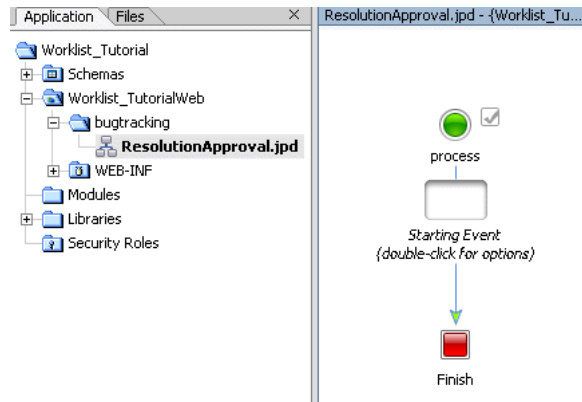 Application Files ×
Worklist_Tutorial
Schemas
Worklist_TutorialWeb
bugtracking
ResolutionApproval.jpd
WEB-INF
Modules
Libraries
Security Roles
ResolutionApproval.jpd - {Worklist_Tu...
process
Starting Event
(double-click for options)
Finish